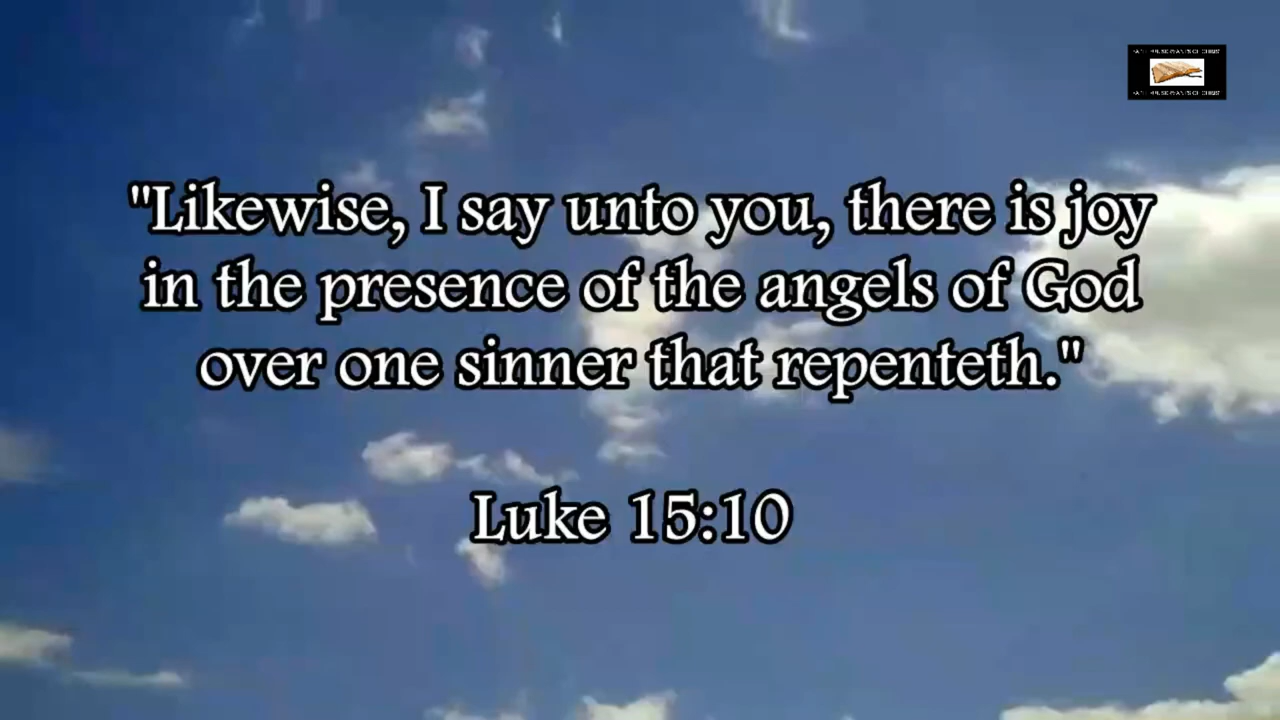 "Likewise, I say unto you, there is joy
in the presence of the angels of God
over one sinner that repenteth."
Luke 15:10